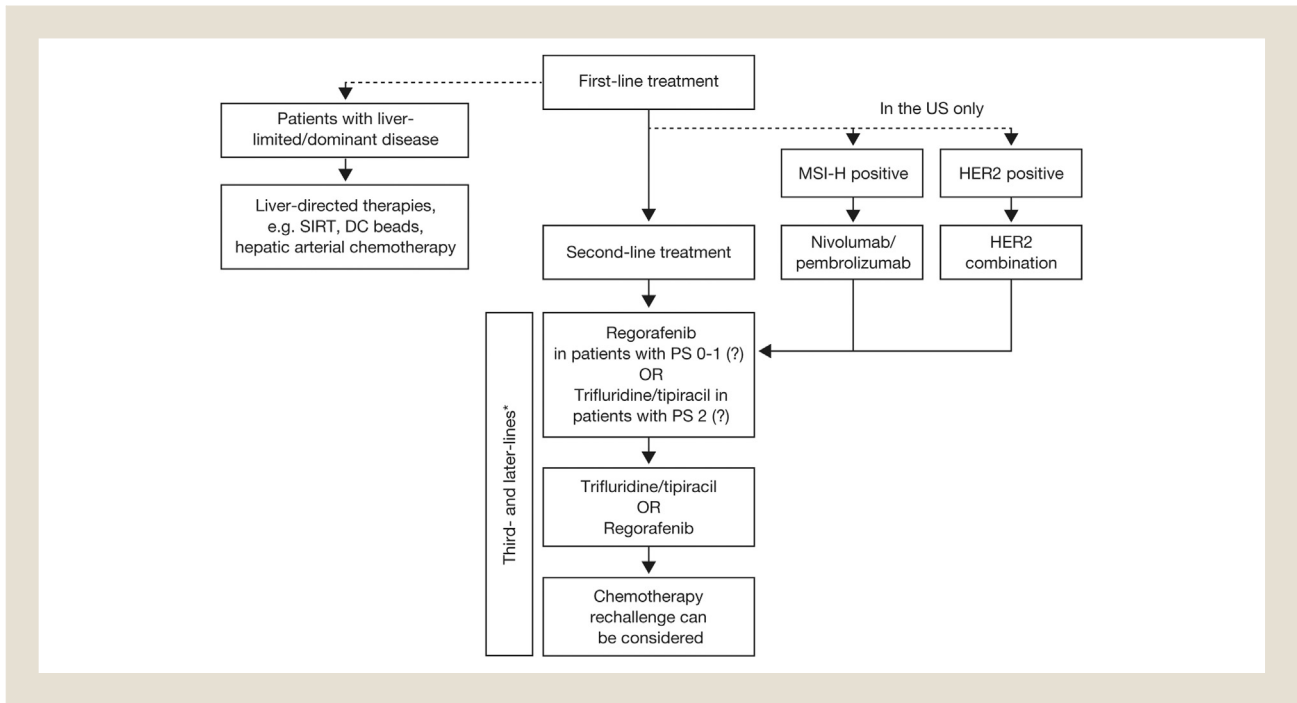 First-line treatment
In the US only
Patients with liver-
limited/dominant disease
MSI-H positive
HER2 positive
Liver-directed therapies,
e.g. SIRT, DC beads,
hepatic arterial chemotherapy
Second-line treatment
Nivolumab/
pembrolizumab
HER2
combination
Third- and later-lines*
Regorafenib
in patients with PS 0-1 (?)
OR
Trifluridine/tipiracil in
patients with PS 2 (?)
Trifluridine/tipiracil
OR
Regorafenib
Chemotherapy
rechallenge can
be considered